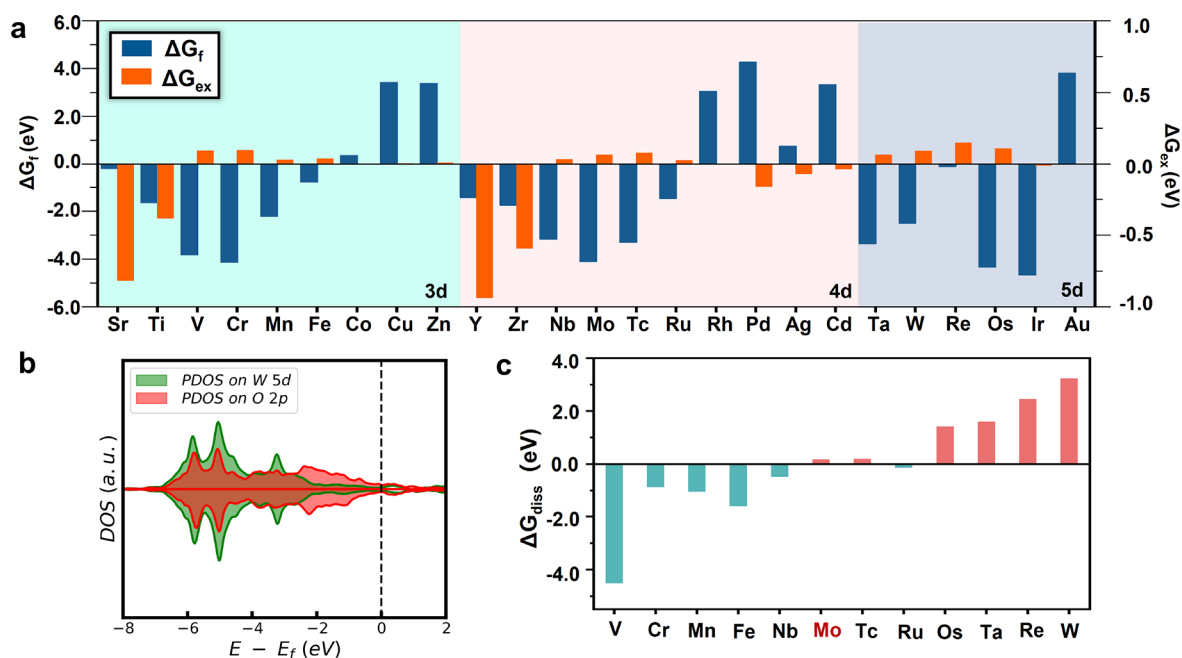 a
6.0
4.0
2.0
0.0
-2.0
-4.0
-6.0
ΔGf (eV)
ΔGf
ΔGex
1.0
0.5
0.0
-0.5
-1.0
ΔGex (eV)
3d
4d
5d
Sr Ti V Cr Mn Fe Co Cu Zn Y Zr Nb Mo Tc Ru Rh Pd Ag Cd Ta W Re Os Ir Au
b
PDOS on W 5d
PDOS on O 2p
DOS (a.u.)
−8 −6 −4 −2 0 2
E − Ef (eV)
c
4.0
2.0
0.0
-2.0
-4.0
ΔGdiss (eV)
V Cr Mn Fe Nb Mo Tc Ru Os Ta Re W